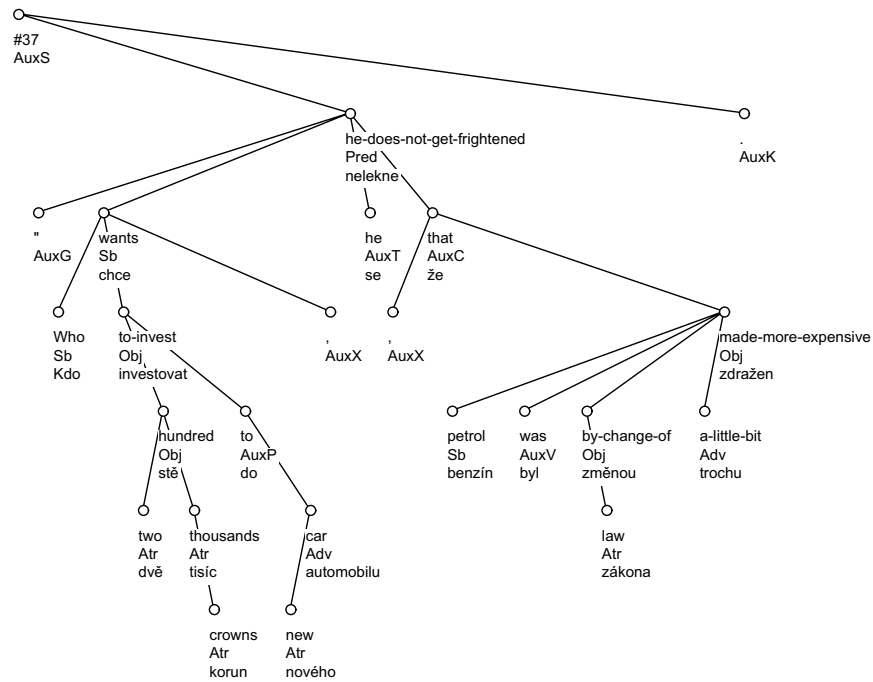 #37
AuxS
he-does-not-get-frightened
Pred
nelekne
.
AuxK
"
AuxG
wants
Sb
chce
he
AuxT
se
that
AuxC
že
Who
Sb
Kdo
to-invest
Obj
investovat
,
AuxX
,
AuxX
made-more-expensive
Obj
zdražen
hundred
Obj
stě
to
AuxP
do
petrol
Sb
benzín
was
AuxV
byl
by-change-of
Obj
změnou
a-little-bit
Adv
trochu
two
Atr
dvě
thousands
Atr
tisíc
car
Adv
automobilu
law
Atr
zákona
crowns
Atr
korun
new
Atr
nového